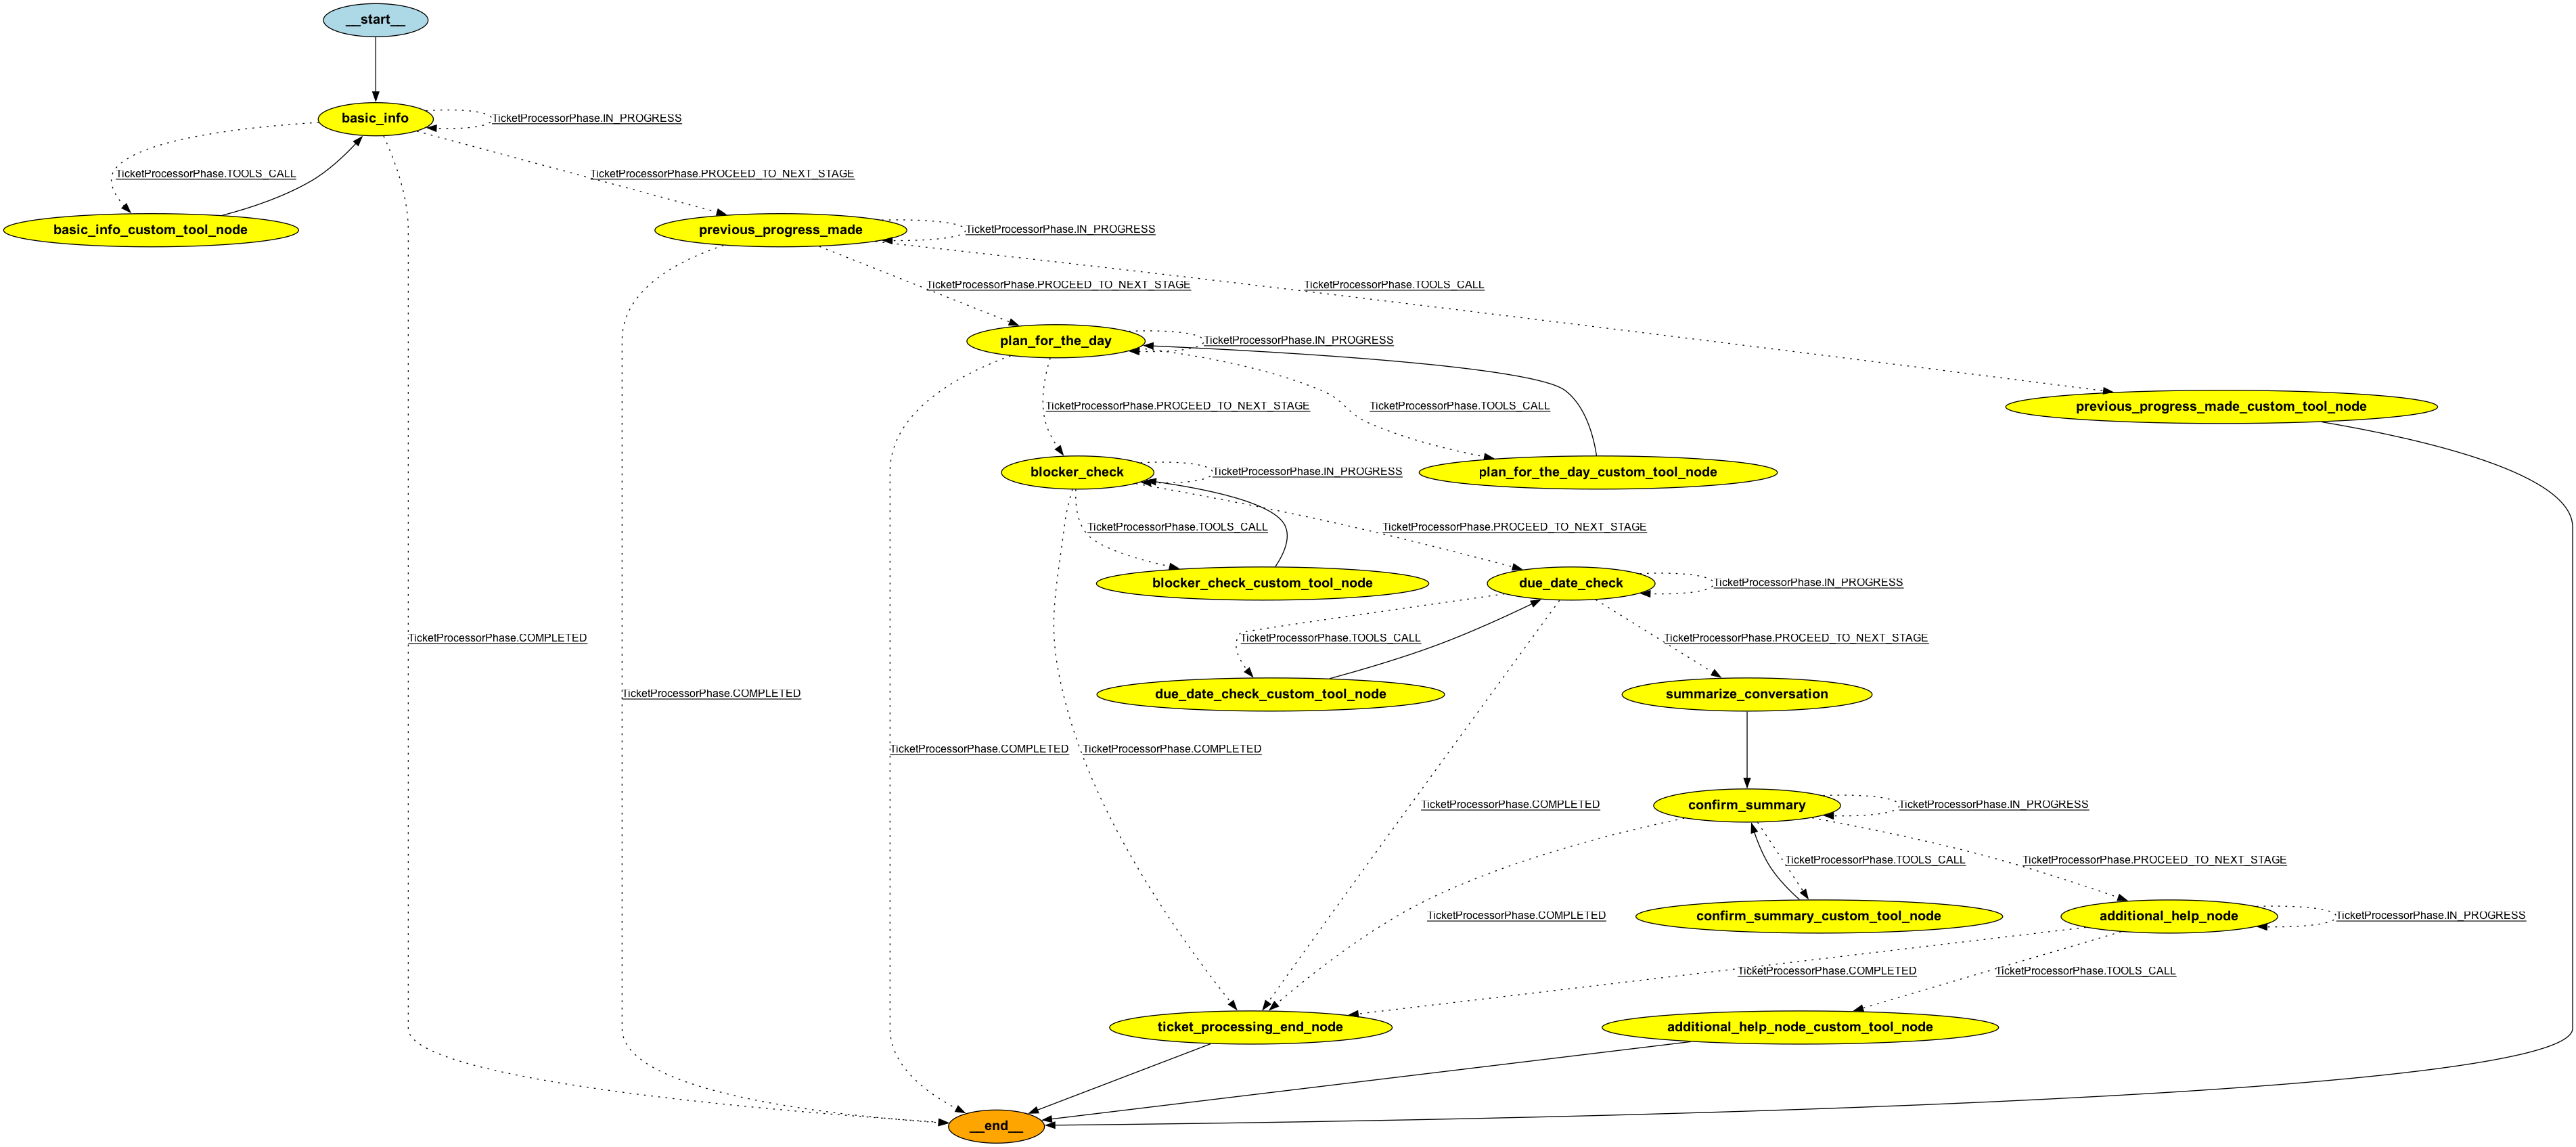 __start__
basic_info
TicketProcessorPhase.IN_PROGRESS
TicketProcessorPhase.TOOLS_CALL
TicketProcessorPhase.PROCEED_TO_NEXT_STAGE
basic_info_custom_tool_node
previous_progress_made
TicketProcessorPhase.IN_PROGRESS
TicketProcessorPhase.PROCEED_TO_NEXT_STAGE
TicketProcessorPhase.TOOLS_CALL
plan_for_the_day
TicketProcessorPhase.IN_PROGRESS
TicketProcessorPhase.PROCEED_TO_NEXT_STAGE
TicketProcessorPhase.TOOLS_CALL
previous_progress_made_custom_tool_node
blocker_check
TicketProcessorPhase.IN_PROGRESS
plan_for_the_day_custom_tool_node
TicketProcessorPhase.TOOLS_CALL
TicketProcessorPhase.PROCEED_TO_NEXT_STAGE
blocker_check_custom_tool_node
due_date_check
TicketProcessorPhase.IN_PROGRESS
TicketProcessorPhase.COMPLETED
TicketProcessorPhase.TOOLS_CALL
TicketProcessorPhase.PROCEED_TO_NEXT_STAGE
TicketProcessorPhase.COMPLETED
due_date_check_custom_tool_node
summarize_conversation
TicketProcessorPhase.COMPLETED
TicketProcessorPhase.COMPLETED
TicketProcessorPhase.COMPLETED
confirm_summary
TicketProcessorPhase.IN_PROGRESS
TicketProcessorPhase.TOOLS_CALL
TicketProcessorPhase.PROCEED_TO_NEXT_STAGE
TicketProcessorPhase.COMPLETED
confirm_summary_custom_tool_node
additional_help_node
TicketProcessorPhase.IN_PROGRESS
TicketProcessorPhase.COMPLETED
TicketProcessorPhase.TOOLS_CALL
ticket_processing_end_node
additional_help_node_custom_tool_node
__end__